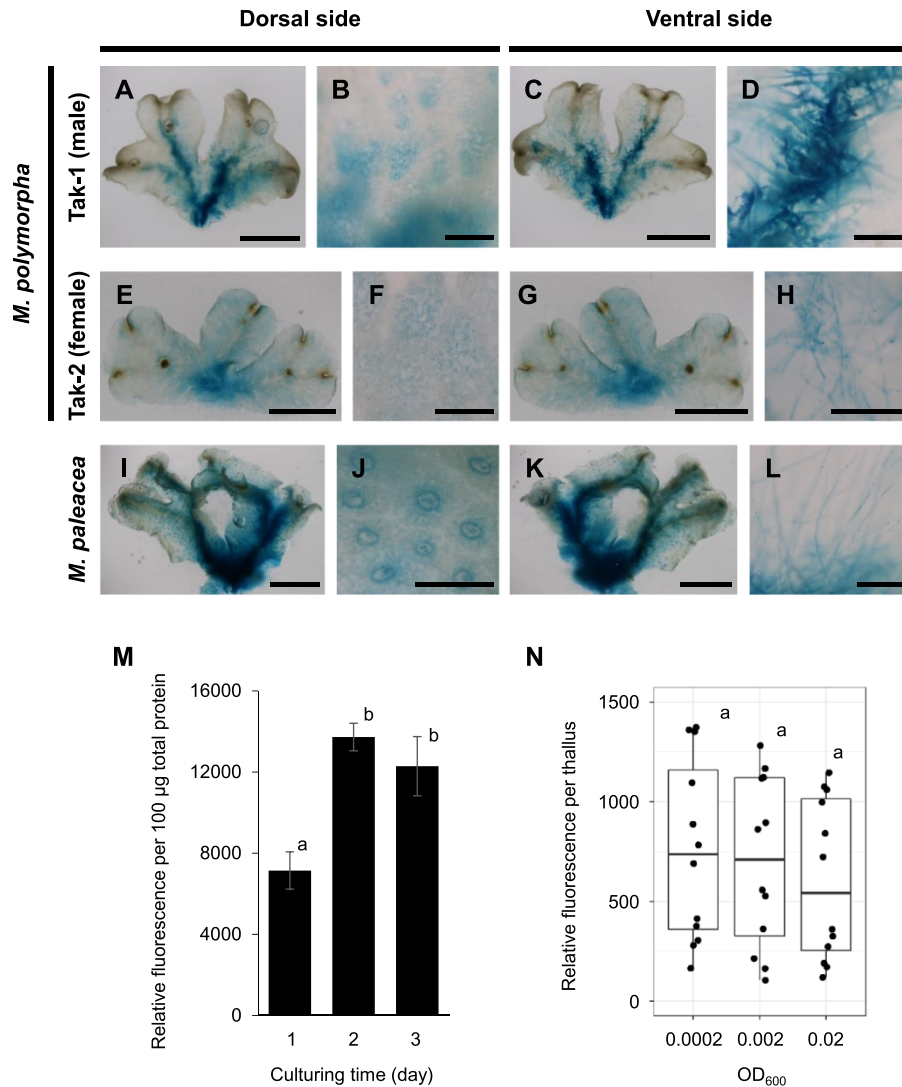 Dorsal side
Ventral side
M. polymorpha
Tak-1 (male)
A
B
C
D
Tak-2 (female)
E
F
G
H
M. paleacea
I
J
K
L
M
Relative fluorescence per 100 µg total protein
16000
12000
8000
4000
0
a
b
b
1
2
3
Culturing time (day)
N
Relative fluorescence per thallus
1500
1000
500
0
a
a
a
0.0002
0.002
0.02
OD600